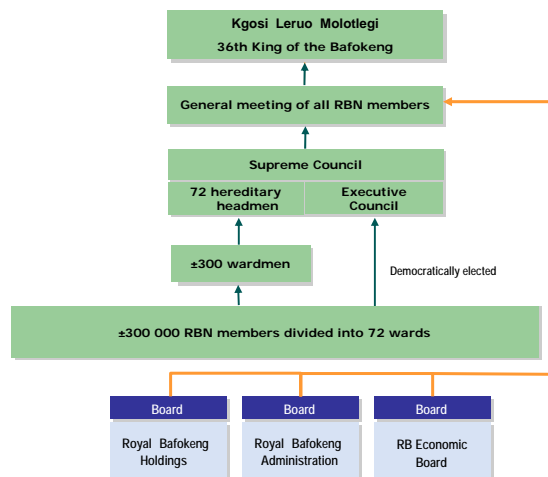 Kgosi Leruo Molotlegi
36th King of the Bafokeng
General meeting of all RBN members
Supreme Council
72 hereditary
headmen
Executive
Council
±300 wardmen
Democratically elected
±300 000 RBN members divided into 72 wards
Board
Royal Bafokeng
Holdings
Board
Royal Bafokeng
Administration
Board
RB Economic
Board